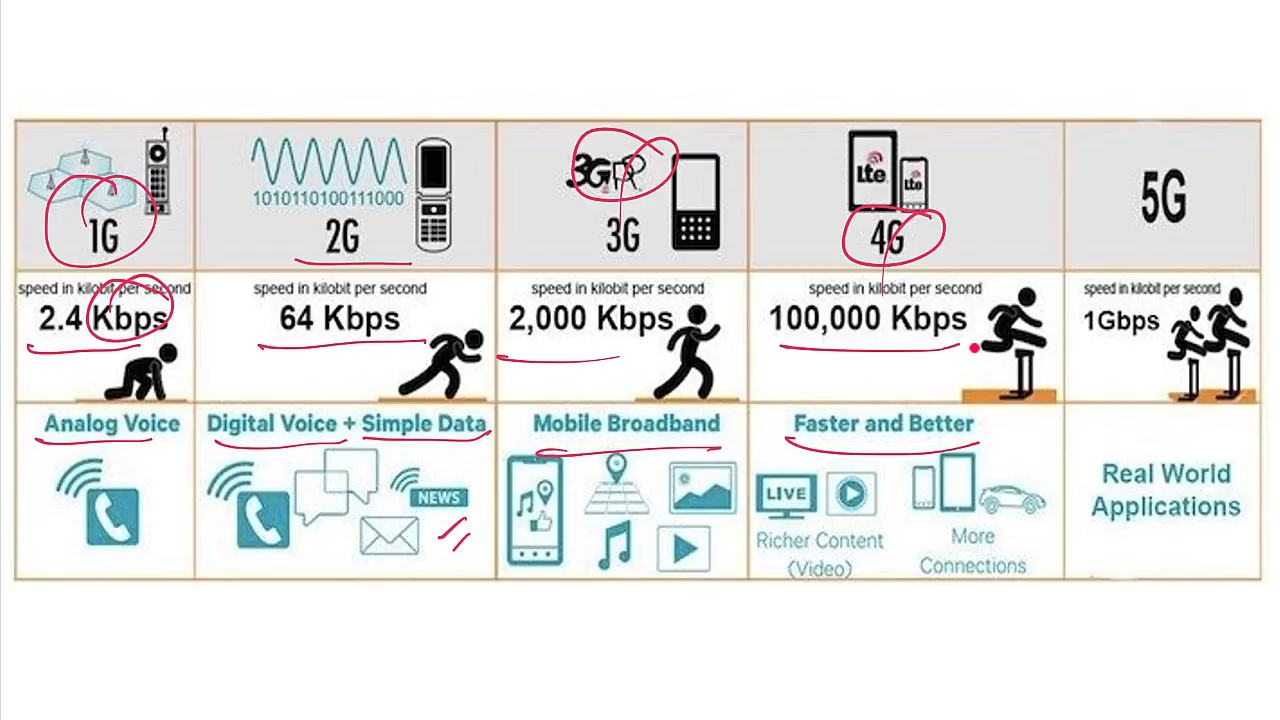 1G
1010110100111000
2G
3GPP
3G
Lte
Lte
4G
5G
speed in kilobit per second
2.4 Kbps
speed in kilobit per second
64 Kbps
speed in kilobit per second
2,000 Kbps
speed in kilobit per second
100,000 Kbps
speed in kilobit per second
1Gbps
Analog Voice
Digital Voice + Simple Data
NEWS
Mobile Broadband
Faster and Better
LIVE
Richer Content
(Video)
More
Connections
Real World
Applications